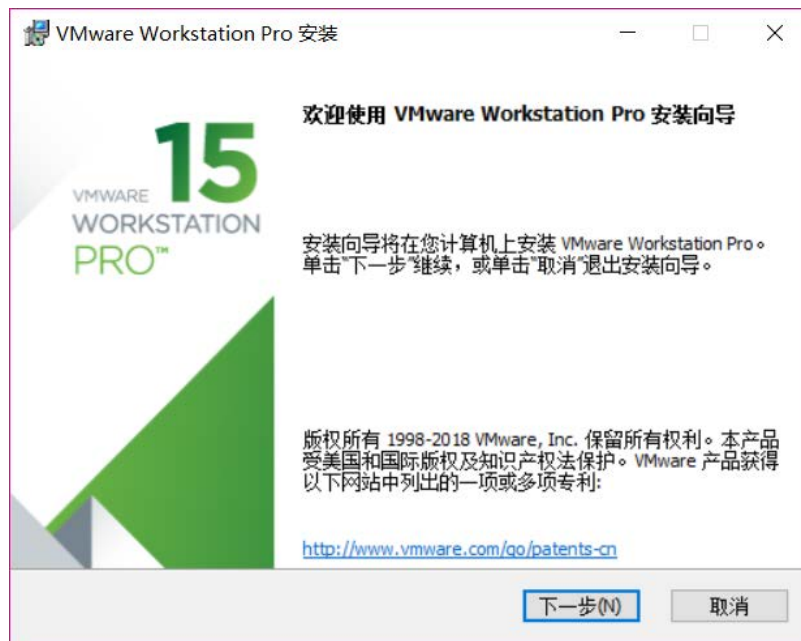 VMware Workstation Pro 安装
欢迎使用 VMware Workstation Pro 安装向导
15
VMWARE
WORKSTATION
PRO™
安装向导将在您计算机上安装 VMware Workstation Pro。
单击“下一步”继续，或单击“取消”退出安装向导。
版权所有 1998-2018 VMware, Inc. 保留所有权利。本产品
受美国和国际版权及知识产权法保护。VMware 产品获得
以下网站中列出的一项或多项专利:
http://www.vmware.com/go/patents-cn
下一步(N)
取消